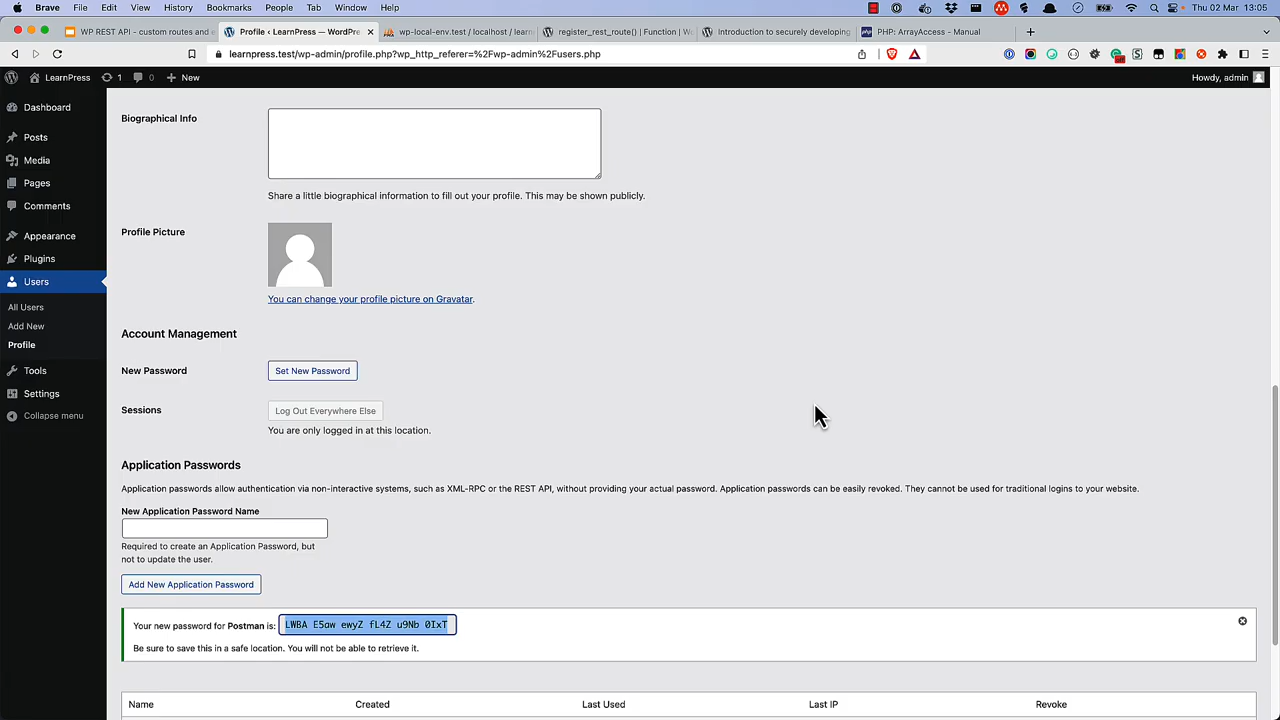 Brave File Edit View History Bookmarks People Tab Window Help Thu 02 Mar 13:05
WP REST API - custom routes and e
Profile ‹ LearnPress — WordPre
wp-local-env.test / localhost / learn
register_rest_route() | Function | W
Introduction to securely developing
PHP: ArrayAccess - Manual
learnpress.test/wp-admin/profile.php?wp_http_referer=%2Fwp-admin%2Fusers.php
LearnPress 1 0 New Howdy, admin
Dashboard
Posts
Media
Pages
Comments
Appearance
Plugins
Users
All Users
Add New
Profile
Tools
Settings
Collapse menu
Biographical Info
Share a little biographical information to fill out your profile. This may be shown publicly.
Profile Picture
You can change your profile picture on Gravatar.
Account Management
New Password Set New Password
Sessions Log Out Everywhere Else
You are only logged in at this location.
Application Passwords
Application passwords allow authentication via non-interactive systems, such as XML-RPC or the REST API, without providing your actual password. Application passwords can be easily revoked. They cannot be used for traditional logins to your website.
New Application Password Name
Required to create an Application Password, but
not to update the user.
Add New Application Password
Your new password for Postman is: LWBA E5aw ewyZ fL4Z u9Nb 0IxT
Be sure to save this in a safe location. You will not be able to retrieve it.
Name Created Last Used Last IP Revoke